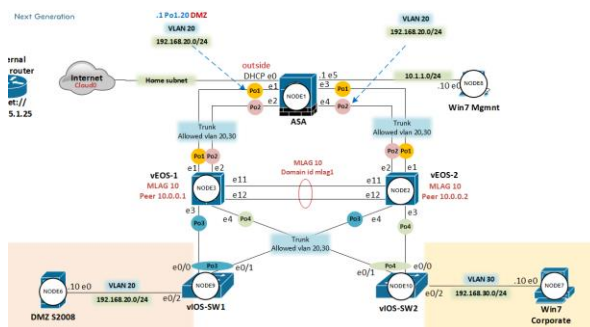 Next Generation
.1 Po1.20 DMZ
VLAN 20
192.168.20.0/24
VLAN 20
192.168.20.0/24
ernal
router
et://
5.1.25
Internet
Cloud0
Home subnet
outside
DHCP e0
.1 e5
10.1.1.0/24
NODE8
.10 e0
Win7 Mgmnt
Po1
e1
NODE1
e3
Po1
Po2
e2
e4
Po2
ASA
Trunk
Allowed vlan 20,30
Trunk
Allowed vlan 20,30
Po1
Po2
Po2
Po1
e1
e2
e2
e1
vEOS-1
MLAG 10
Peer 10.0.0.1
NODE3
e11
e12
MLAG 10
Domain id mlag1
e11
e12
NODE2
vEOS-2
MLAG 10
Peer 10.0.0.2
e3
e4
e4
e3
Po3
Po4
Po3
Po4
Trunk
Allowed vlan 20,30
e0/0
Po3
e0/1
Po4
e0/0
e0/1
NODE6
.10 e0
VLAN 20
192.168.20.0/24
e0/2
NODE9
vIOS-SW1
DMZ S2008
NODE10
vIOS-SW2
e0/2
VLAN 30
192.168.30.0/24
.10 e0
NODE7
Win7
Corporate